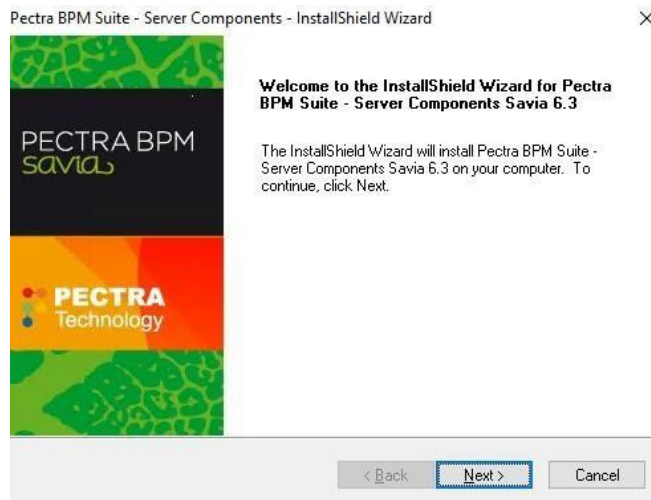 Pectra BPM Suite - Server Components - InstallShield Wizard
Welcome to the InstallShield Wizard for Pectra
BPM Suite - Server Components Savia 6.3
The InstallShield Wizard will install Pectra BPM Suite -
Server Components Savia 6.3 on your computer. To
continue, click Next.
PECTRA BPM
savia
PECTRA
Technology
< Back
Next >
Cancel